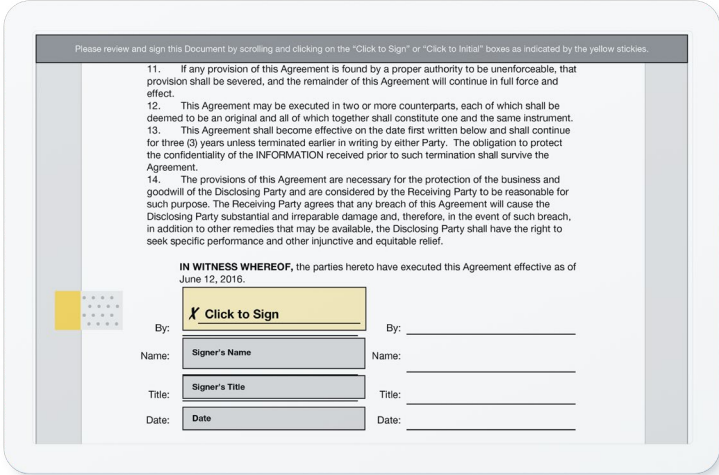 Please review and sign this Document by scrolling and clicking on the “Click to Sign” or “Click to Initial” boxes as indicated by the yellow stickies.
11. If any provision of this Agreement is found by a proper authority to be unenforceable, that
provision shall be severed, and the remainder of this Agreement will continue in full force and
effect.
12. This Agreement may be executed in two or more counterparts, each of which shall be
deemed to be an original and all of which together shall constitute one and the same instrument.
13. This Agreement shall become effective on the date first written below and shall continue
for three (3) years unless terminated earlier in writing by either Party. The obligation to protect
the confidentiality of the INFORMATION received prior to such termination shall survive the
Agreement.
14. The provisions of this Agreement are necessary for the protection of the business and
goodwill of the Disclosing Party and are considered by the Receiving Party to be reasonable for
such purpose. The Receiving Party agrees that any breach of this Agreement will cause the
Disclosing Party substantial and irreparable damage and, therefore, in the event of such breach,
in addition to other remedies that may be available, the Disclosing Party shall have the right to
seek specific performance and other injunctive and equitable relief.
IN WITNESS WHEREOF, the parties hereto have executed this Agreement effective as of
June 12, 2016.
By: X Click to Sign By:
Name: Signer's Name Name:
Title: Signer's Title Title:
Date: Date Date: